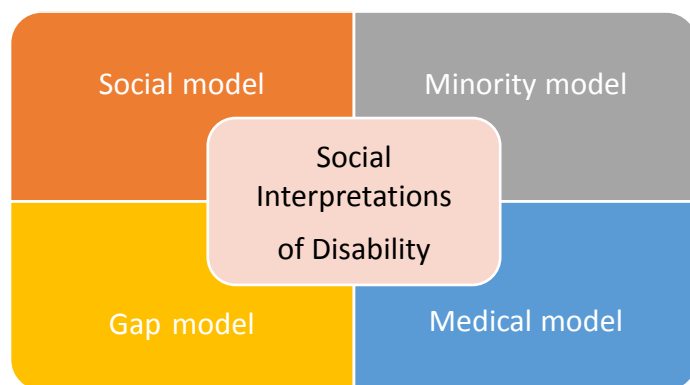 Social model
Minority model
Social
Interpretations
of Disability
Gap model
Medical model